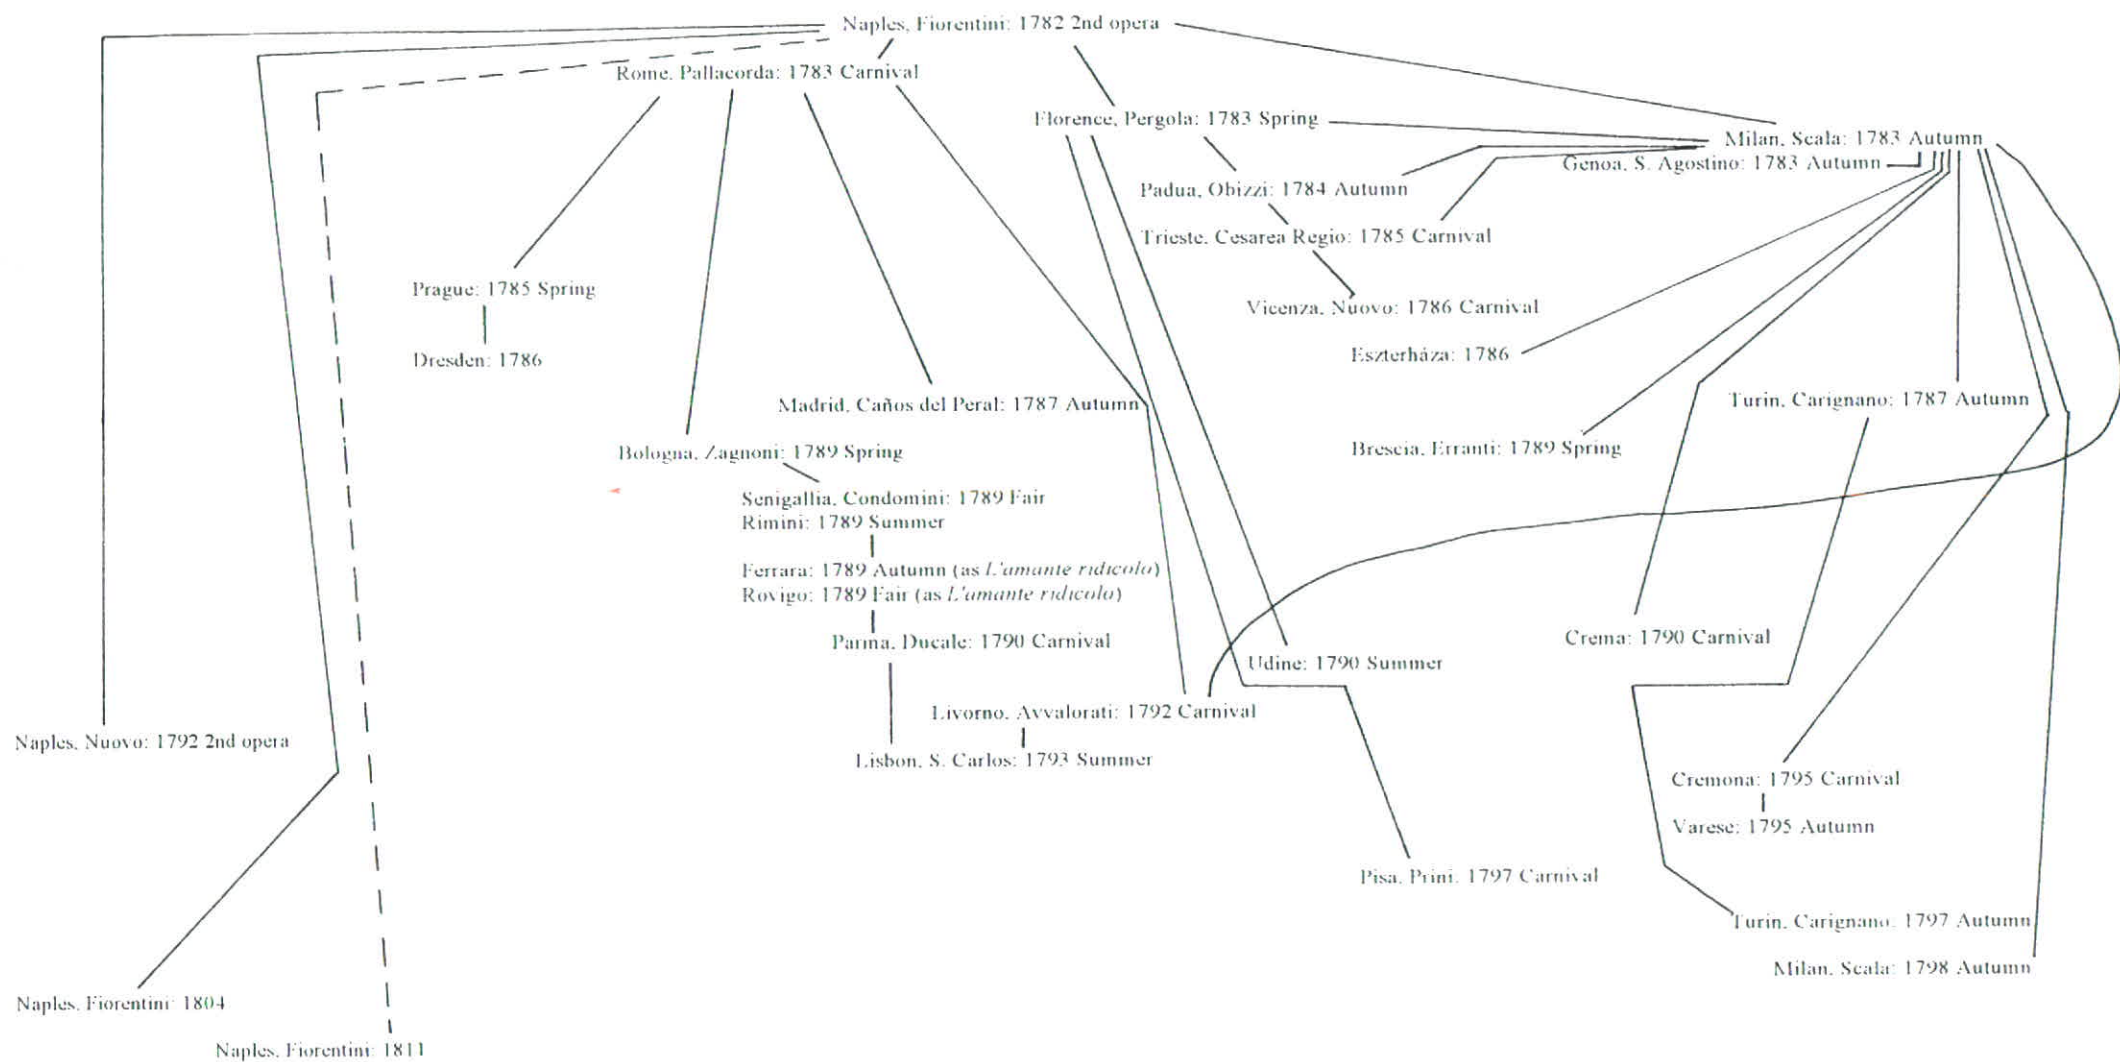 Naples, Fiorentini: 1782 2nd opera
Rome, Pallacorda: 1783 Carnival
Florence, Pergola: 1783 Spring
Milan, Scala: 1783 Autumn
Genoa, S. Agostino: 1783 Autumn
Padua, Obizzi: 1784 Autumn
Trieste, Cesarea Regio: 1785 Carnival
Prague: 1785 Spring
Vicenza, Nuovo: 1786 Carnival
Dresden: 1786
Eszterháza: 1786
Madrid, Caños del Peral: 1787 Autumn
Turin, Carignano: 1787 Autumn
Bologna, Zagnoni: 1789 Spring
Brescia, Erranti: 1789 Spring
Senigallia, Condomini: 1789 Fair
Rimini: 1789 Summer
Ferrara: 1789 Autumn (as L'amante ridicolo)
Rovigo: 1789 Fair (as L'amante ridicolo)
Parma, Ducale: 1790 Carnival
Crema: 1790 Carnival
Udine: 1790 Summer
Livorno, Avvalorati: 1792 Carnival
Naples, Nuovo: 1792 2nd opera
Lisbon, S. Carlos: 1793 Summer
Cremona: 1795 Carnival
Varese: 1795 Autumn
Pisa, Prini: 1797 Carnival
Turin, Carignano: 1797 Autumn
Milan, Scala: 1798 Autumn
Naples, Fiorentini: 1804
Naples, Fiorentini: 1811